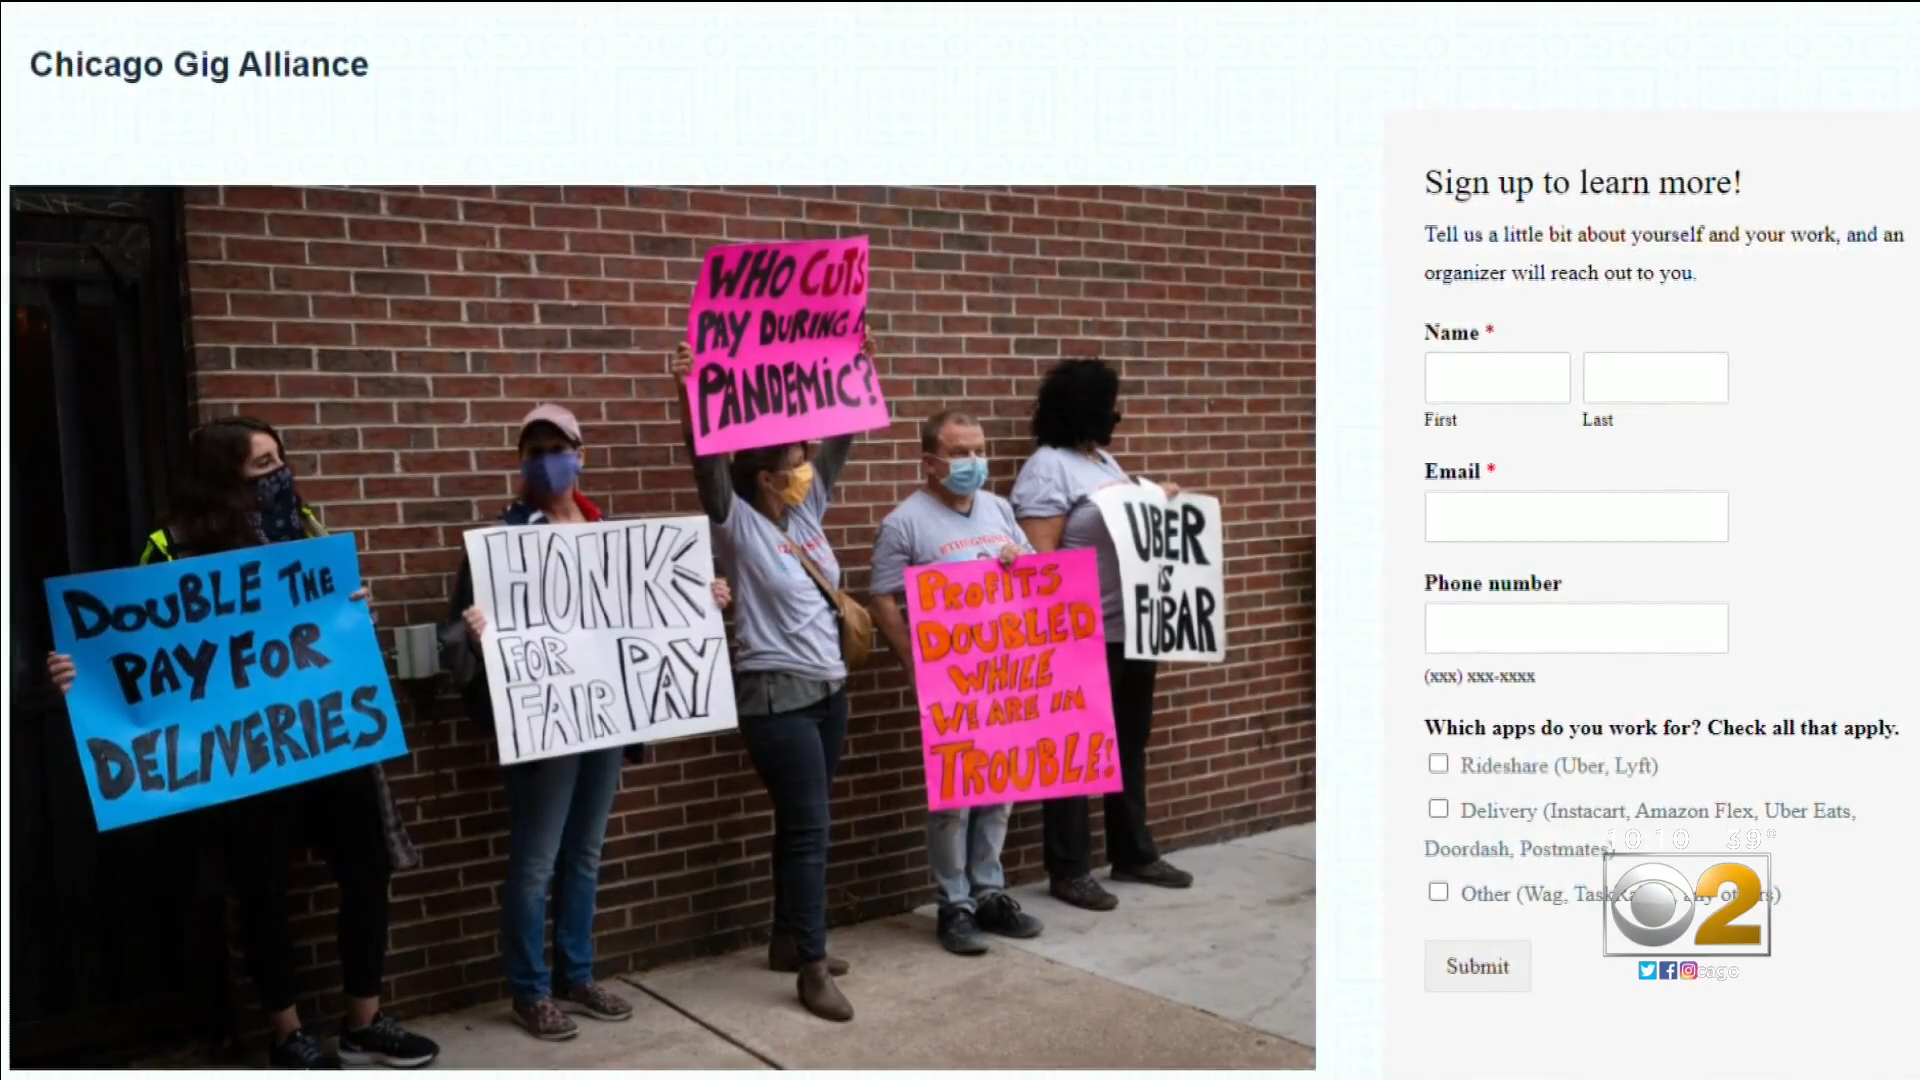 Chicago Gig Alliance
WHO CUTS
PAY DURING A
PANDEMIC?
DOUBLE THE
PAY FOR
DELIVERIES
HONK
FOR
FAIR PAY
PROFITS
DOUBLED
WHILE
WE ARE IN
TROUBLE!
UBER
IS
FUBAR
Sign up to learn more!
Tell us a little bit about yourself and your work, and an
organizer will reach out to you.
Name *
First Last
Email *
Phone number
(xxx) xxx-xxxx
Which apps do you work for? Check all that apply.
Rideshare (Uber, Lyft)
Delivery (Instacart, Amazon Flex, Uber Eats,
Doordash, Postmates)
Other (Wag,
Submit
10 10 39°
2